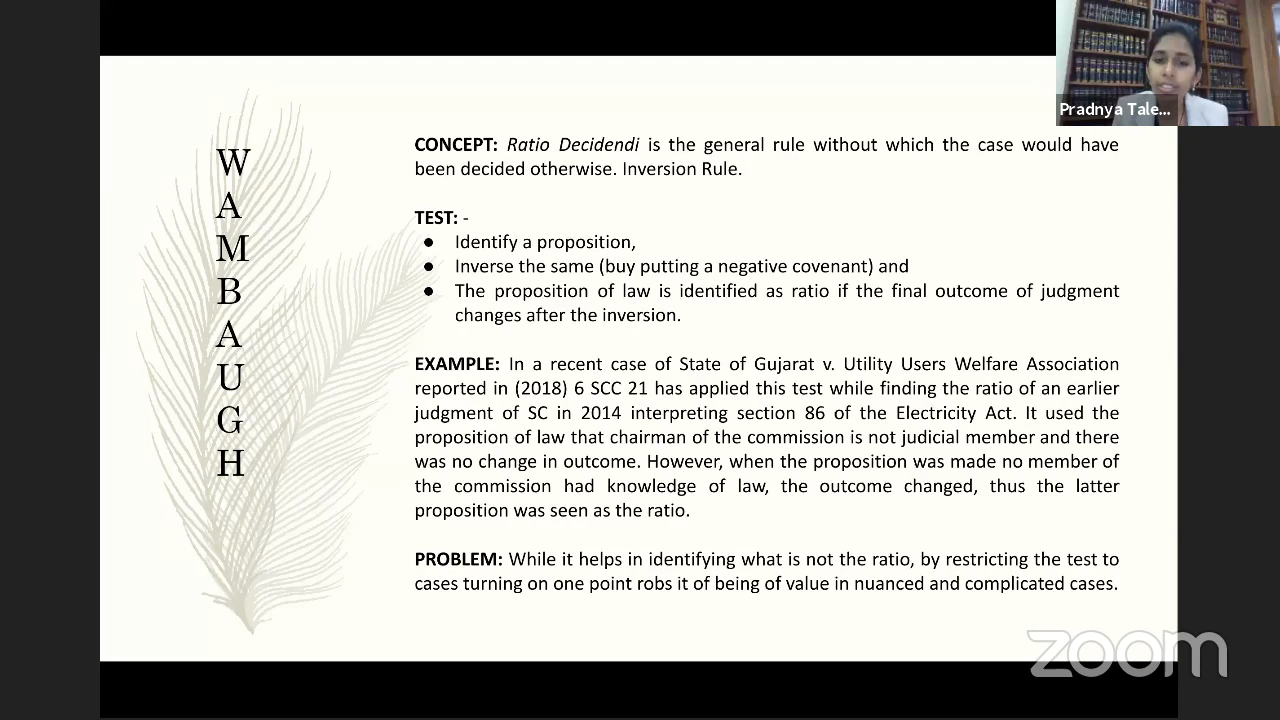 Pradnya Tale...
WAMBAUGH
CONCEPT: Ratio Decidendi is the general rule without which the case would have
been decided otherwise. Inversion Rule.
TEST: -
● Identify a proposition,
● Inverse the same (buy putting a negative covenant) and
● The proposition of law is identified as ratio if the final outcome of judgment
changes after the inversion.
EXAMPLE: In a recent case of State of Gujarat v. Utility Users Welfare Association
reported in (2018) 6 SCC 21 has applied this test while finding the ratio of an earlier
judgment of SC in 2014 interpreting section 86 of the Electricity Act. It used the
proposition of law that chairman of the commission is not judicial member and there
was no change in outcome. However, when the proposition was made no member of
the commission had knowledge of law, the outcome changed, thus the latter
proposition was seen as the ratio.
PROBLEM: While it helps in identifying what is not the ratio, by restricting the test to
cases turning on one point robs it of being of value in nuanced and complicated cases.
zoom